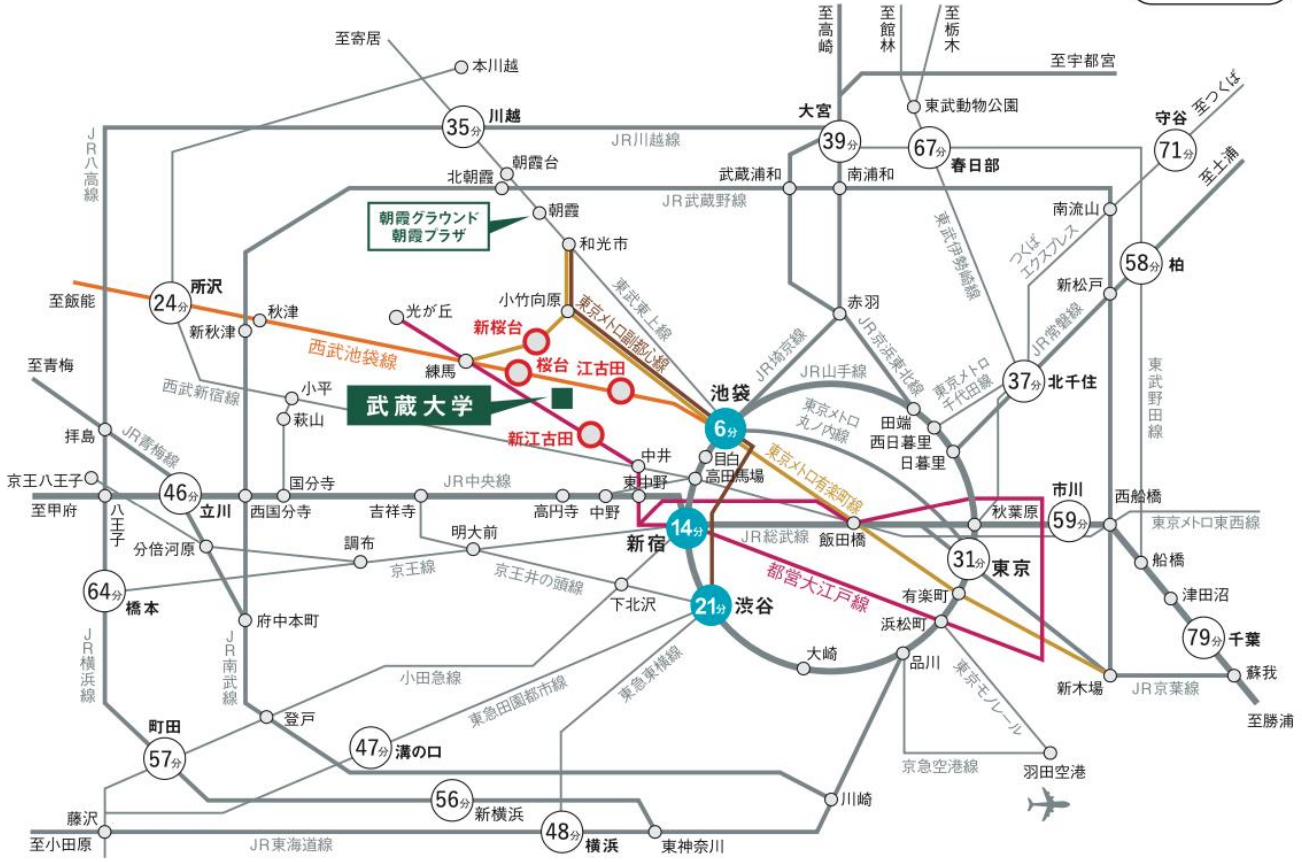 至寄居
本川越
至高崎
至館林
至栃木
至宇都宮
東武動物公園
大宮
39分
川越
35分
JR川越線
JR八高線
67分
春日部
守谷
71分
至つくば
至土浦
朝霞台
北朝霞
武蔵浦和
南浦和
JR武蔵野線
朝霞グラウンド
朝霞プラザ
朝霞
和光市
南流山
つくば
エクスプレス
東武伊勢崎線
58分
柏
新松戸
所沢
24分
至飯能
秋津
新秋津
西武池袋線
光が丘
小竹向原
新桜台
東京メトロ副都心線
東武東上線
赤羽
JR埼京線
JR京浜東北線
JR常磐線
至青梅
西武新宿線
小平
萩山
練馬
桜台
江古田
武蔵大学
新江古田
池袋
6分
JR山手線
東京メトロ
丸ノ内線
東京メトロ
千代田線
37分
北千住
東武野田線
田端
西日暮里
日暮里
拝島
JR青梅線
京王八王子
至甲府
八王子
46分
立川
国分寺
西国分寺
JR中央線
吉祥寺
高円寺
中野
東中野
中井
目白
高田馬場
東京メトロ有楽町線
秋葉原
市川
59分
西船橋
東京メトロ東西線
船橋
分倍河原
調布
京王線
明大前
京王井の頭線
下北沢
新宿
14分
JR総武線
飯田橋
都営大江戸線
31分
東京
有楽町
浜松町
津田沼
79分
千葉
64分
橋本
府中本町
21分
渋谷
大崎
品川
東京モノレール
新木場
JR京葉線
蘇我
至勝浦
JR横浜線
JR南武線
小田急線
東急田園都市線
東急東横線
登戸
町田
57分
47分
溝の口
京急空港線
羽田空港
56分
新横浜
川崎
藤沢
至小田原
JR東海道線
48分
横浜
東神奈川